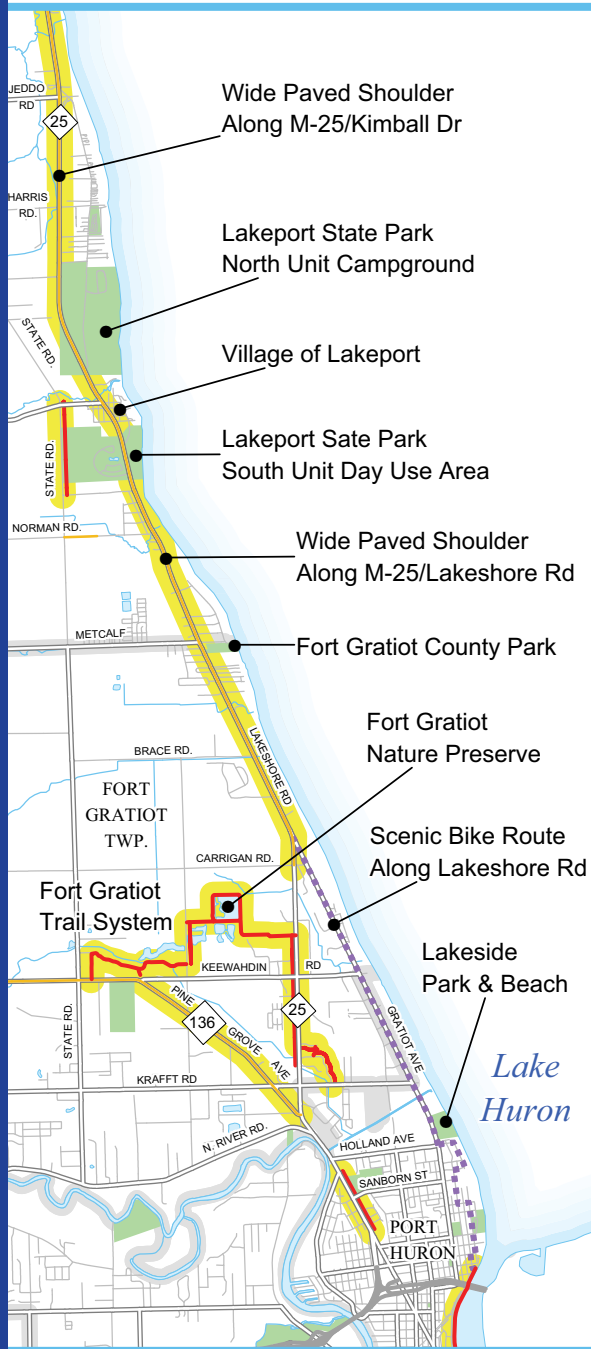 JEDDO
RD
25
Wide Paved Shoulder
Along M-25/Kimball Dr
HARRIS
RD.
Lakeport State Park
North Unit Campground
STATE RD.
Village of Lakeport
Lakeport Sate Park
South Unit Day Use Area
STATE RD.
NORMAN RD.
Wide Paved Shoulder
Along M-25/Lakeshore Rd
METCALF
Fort Gratiot County Park
LAKESHORE RD
Fort Gratiot
Nature Preserve
BRACE RD.
FORT
GRATIOT
TWP.
Scenic Bike Route
Along Lakeshore Rd
CARRIGAN RD.
Fort Gratiot
Trail System
Lakeside
Park & Beach
KEEWAHDIN RD
25
136
PINE GROVE AVE
GRATIOT AVE
STATE RD.
KRAFFT RD
Lake
Huron
N. RIVER RD.
HOLLAND AVE
SANBORN ST
PORT
HURON